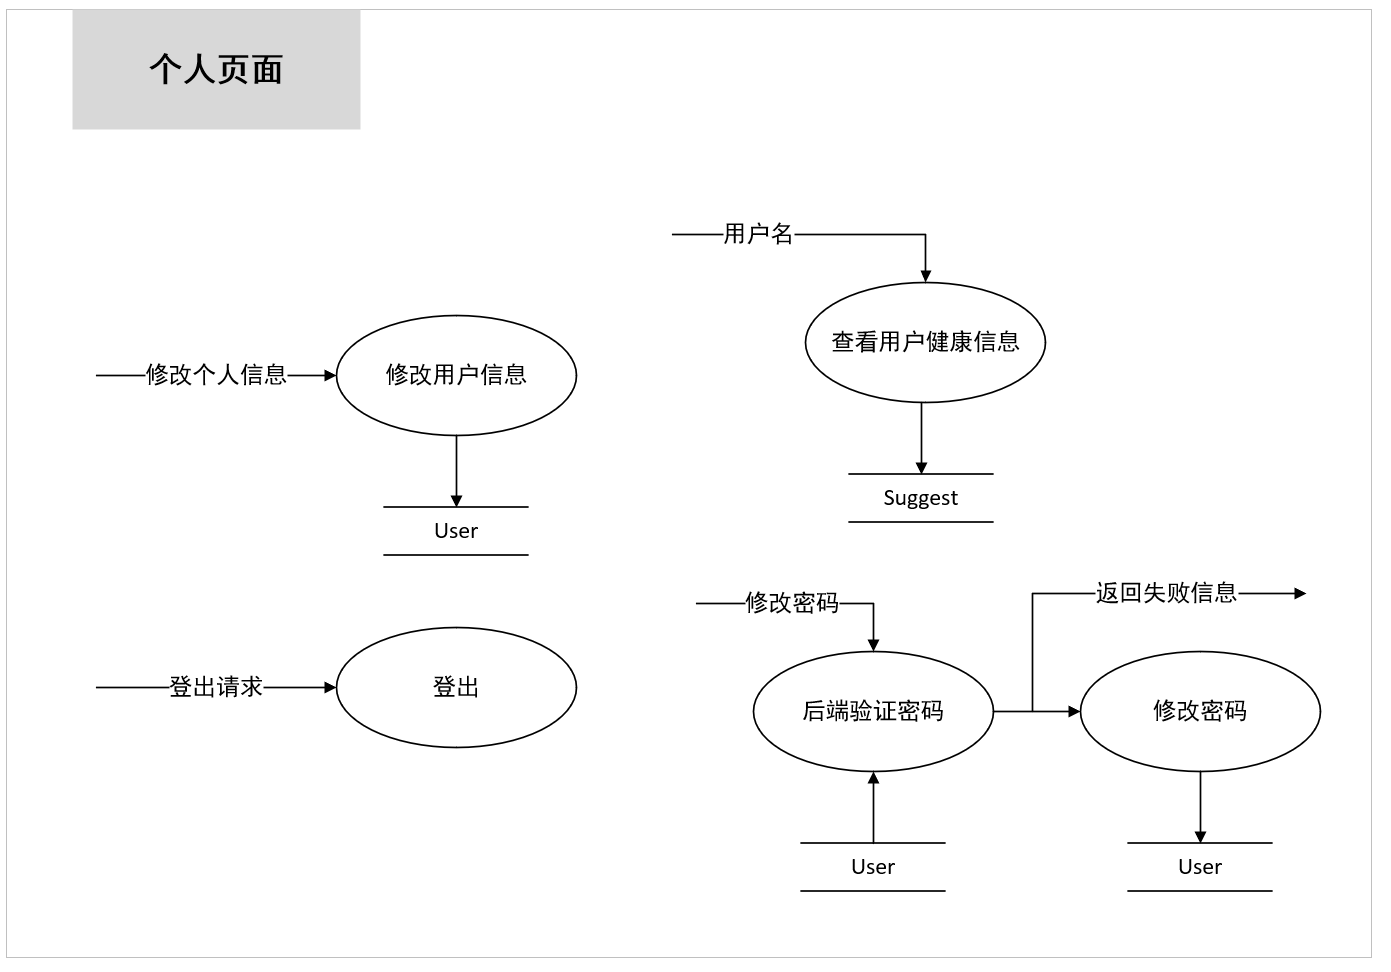 个人页面
用户名
查看用户健康信息
修改个人信息
修改用户信息
Suggest
User
修改密码
返回失败信息
登出请求
登出
后端验证密码
修改密码
User
User